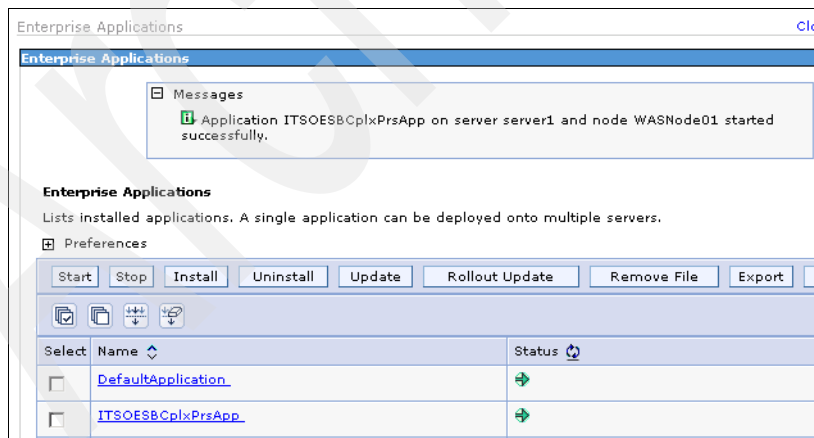 Enterprise Applications
Enterprise Applications
Messages
Application ITSOESBCplxPrsApp on server server1 and node WASNode01 started
successfully.
Enterprise Applications
Lists installed applications. A single application can be deployed onto multiple servers.
Preferences
Start Stop Install Uninstall Update Rollout Update Remove File Export
Select Name Status
DefaultApplication
ITSOESBCplxPrsApp